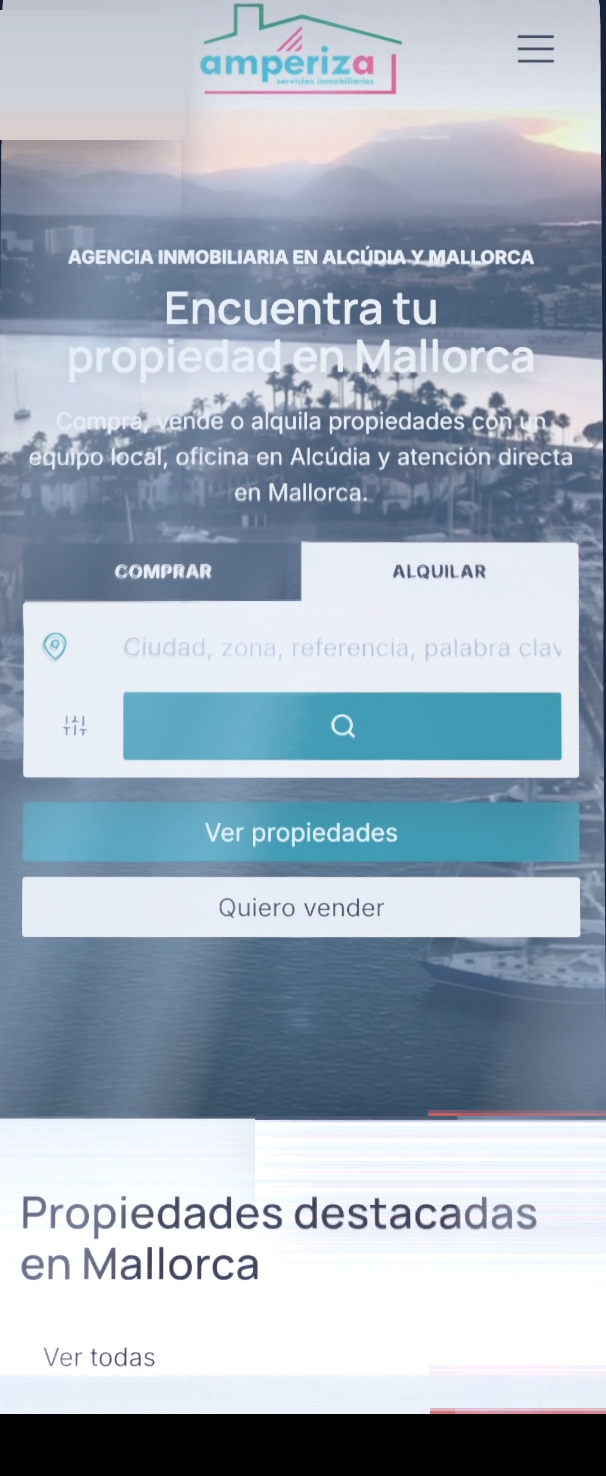 amperiza
servicios inmobiliarios
AGENCIA INMOBILIARIA EN ALCÚDIA Y MALLORCA
Encuentra tu
propiedad en Mallorca
Compra, vende o alquila propiedades con un
equipo local, oficina en Alcúdia y atención directa
en Mallorca.
COMPRAR
ALQUILAR
Ciudad, zona, referencia, palabra clav
Ver propiedades
Quiero vender
Propiedades destacadas
en Mallorca
Ver todas